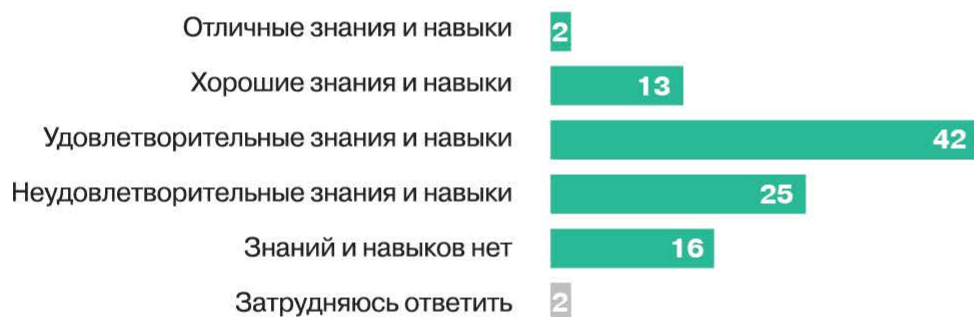 Отличные знания и навыки 2
Хорошие знания и навыки 13
Удовлетворительные знания и навыки 42
Неудовлетворительные знания и навыки 25
Знаний и навыков нет 16
Затрудняюсь ответить 2